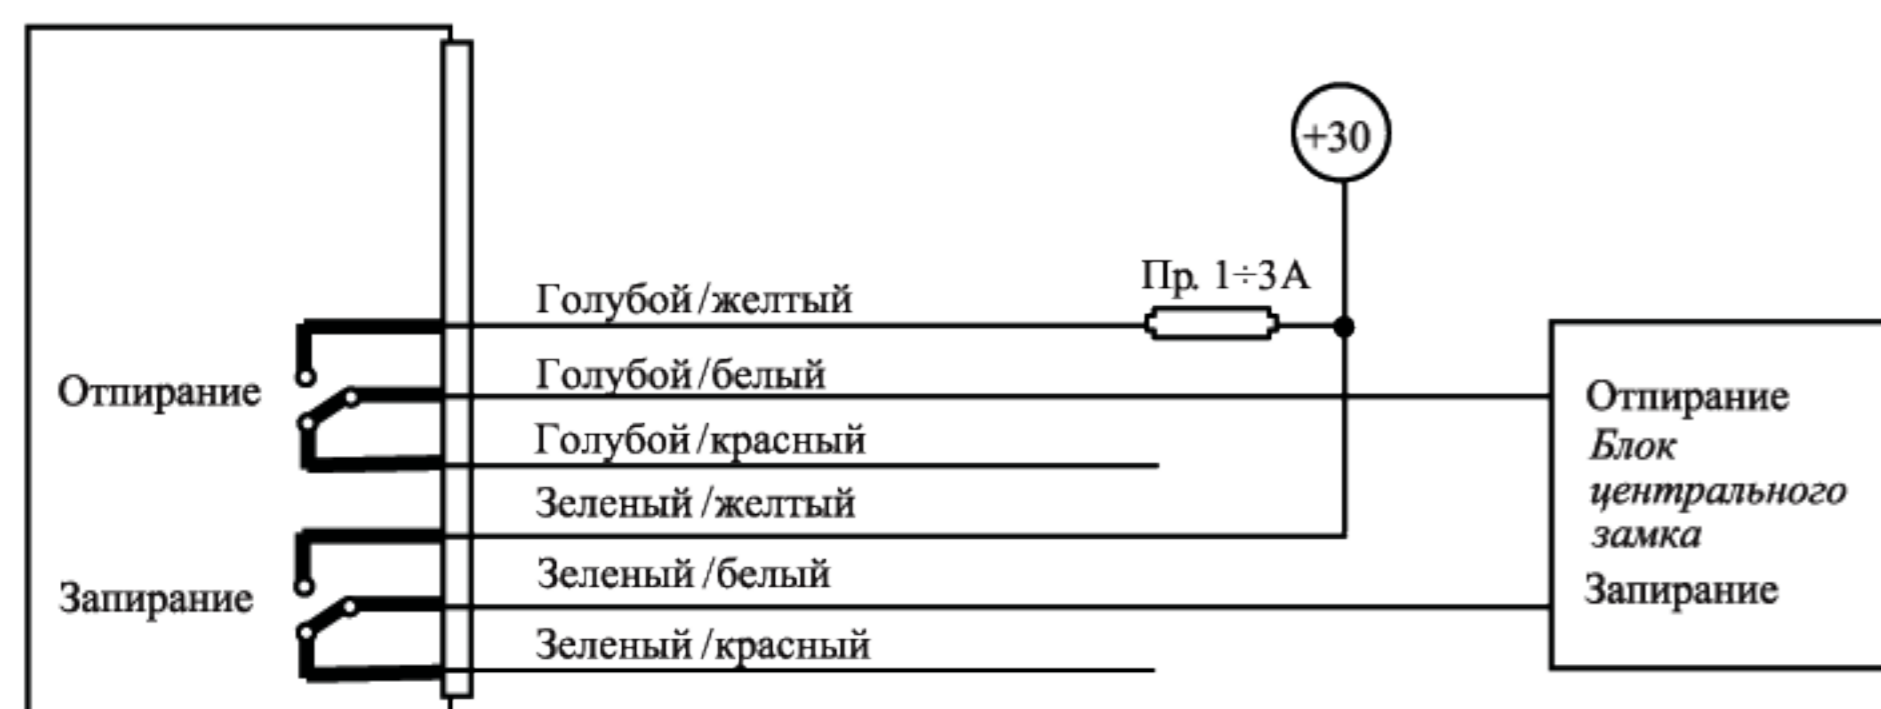 +30
Пр. 1÷3А
Голубой/желтый
Голубой/белый
Отпирание
Голубой/красный
Зеленый/желтый
Зеленый/белый
Запирание
Зеленый/красный
Отпирание
Блок
центрального
замка
Запирание